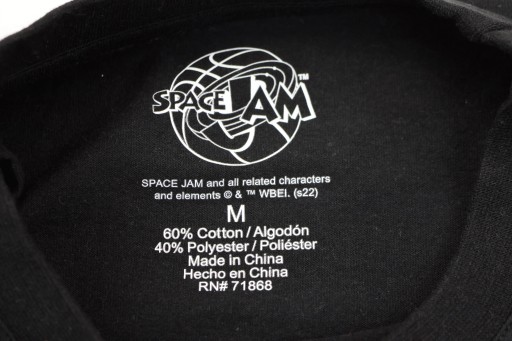 SPACE JAM™
SPACE JAM and all related characters
and elements © & ™ WBEI. (s22)
M
60% Cotton / Algodón
40% Polyester / Poliéster
Made in China
Hecho en China
RN# 71868